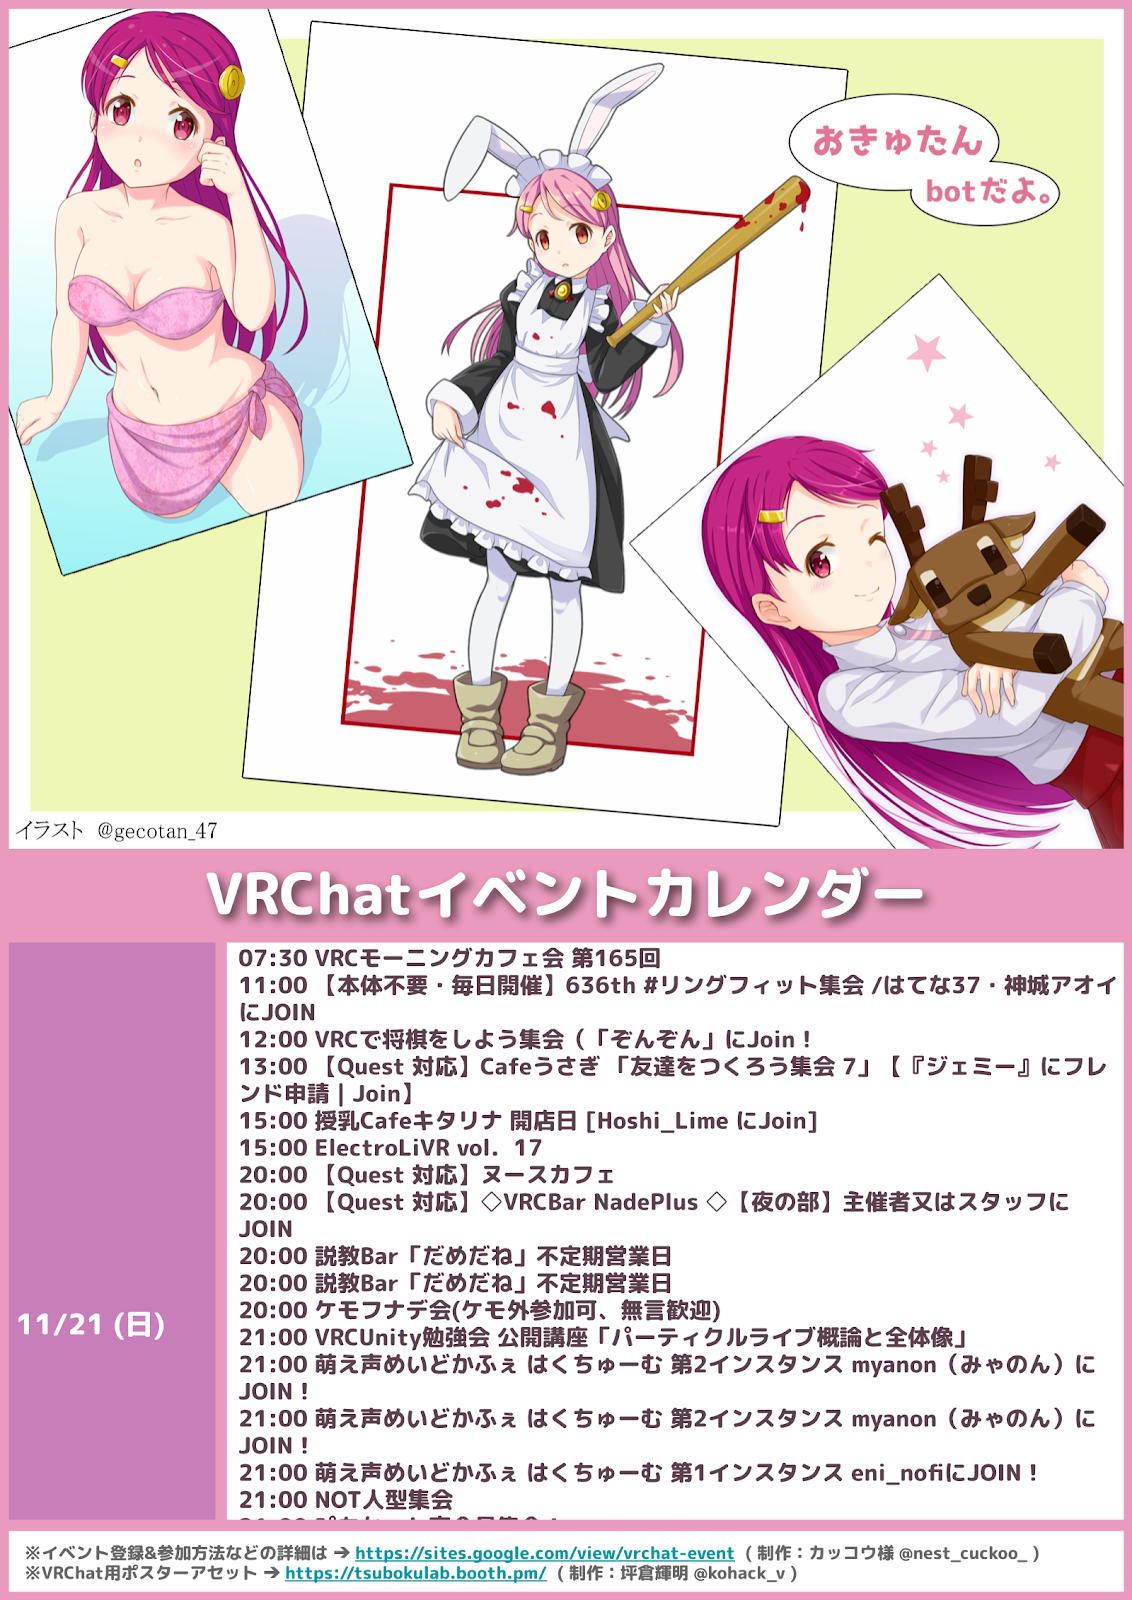 おきゅたん
botだよ。
イラスト @gecotan_47
VRChatイベントカレンダー
11/21 (日)
07:30 VRCモーニングカフェ会 第165回
11:00 【本体不要・毎日開催】636th #リングフィット集会 /はてな37・神城アオイ
にJOIN
12:00 VRCで将棋をしよう集会（「ぞんぞん」にJoin！
13:00 【Quest 対応】Cafeうさぎ 「友達をつくろう集会 7」【『ジェミー』にフレ
ンド申請 | Join】
15:00 授乳Cafeキタリナ 開店日 [Hoshi_Lime にJoin]
15:00 ElectroLiVR vol. 17
20:00 【Quest 対応】ヌースカフェ
20:00 【Quest 対応】◇VRCBar NadePlus ◇【夜の部】主催者又はスタッフに
JOIN
20:00 説教Bar「だめだね」不定期営業日
20:00 説教Bar「だめだね」不定期営業日
20:00 ケモフナデ会(ケモ外参加可、無言歓迎)
21:00 VRCUnity勉強会 公開講座「パーティクルライブ概論と全体像」
21:00 萌え声めいどかふぇ はくちゅーむ 第2インスタンス myanon（みゃのん）に
JOIN！
21:00 萌え声めいどかふぇ はくちゅーむ 第2インスタンス myanon（みゃのん）に
JOIN！
21:00 萌え声めいどかふぇ はくちゅーむ 第1インスタンス eni_nofiにJOIN！
21:00 NOT人型集会
※イベント登録&参加方法などの詳細は ➔ https://sites.google.com/view/vrchat-event ( 制作：カッコウ様 @nest_cuckoo_ )
※VRChat用ポスターアセット ➔ https://tsubokulab.booth.pm/ ( 制作：坪倉輝明 @kohack_v )